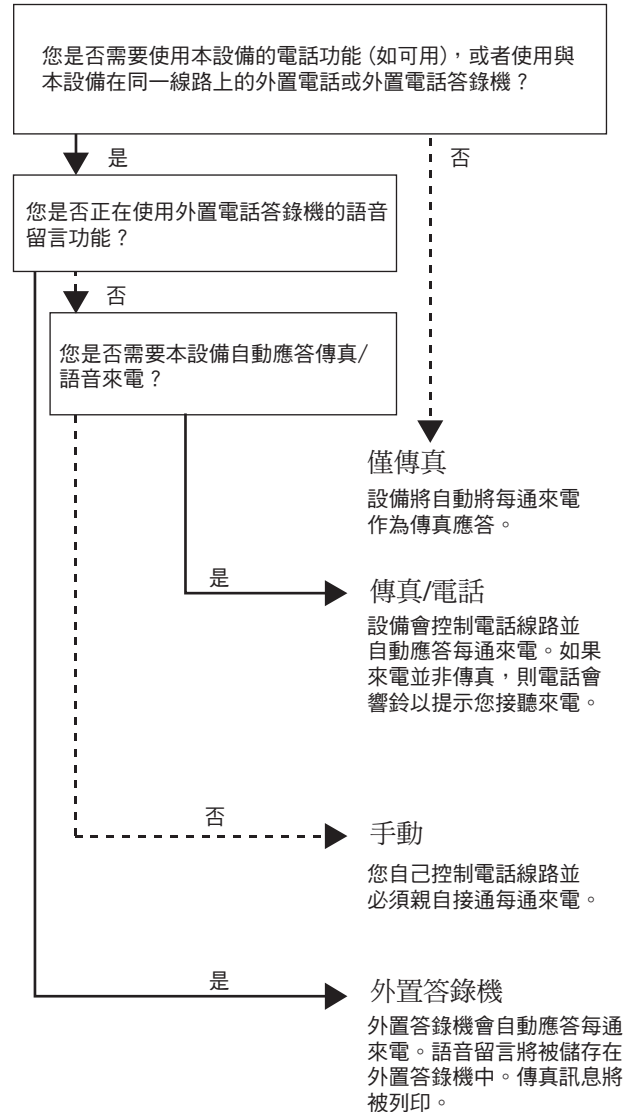 您是否需要使用本設備的電話功能 (如可用)，或者使用與
本設備在同一線路上的外置電話或外置電話答錄機？
是
否
您是否正在使用外置電話答錄機的語音
留言功能？
否
您是否需要本設備自動應答傳真/
語音來電？
僅傳真
設備將自動將每通來電
作為傳真應答。
是
傳真/電話
設備會控制電話線路並
自動應答每通來電。如果
來電並非傳真，則電話會
響鈴以提示您接聽來電。
否
手動
您自己控制電話線路並
必須親自接通每通來電。
是
外置答錄機
外置答錄機會自動應答每通
來電。語音留言將被儲存在
外置答錄機中。傳真訊息將
被列印。